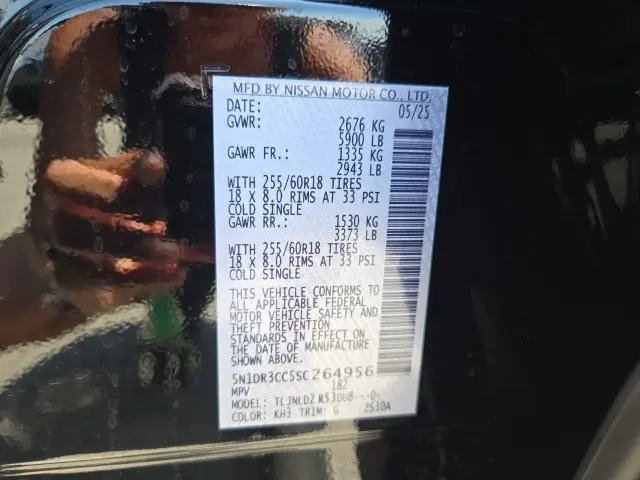 MFD BY NISSAN MOTOR CO., LTD.
DATE: 05/25
GVWR: 2676 KG
5900 LB
GAWR FR.: 1335 KG
2943 LB
WITH 255/60R18 TIRES
18 X 8.0 RIMS AT 33 PSI
COLD SINGLE
GAWR RR.: 1530 KG
3373 LB
WITH 255/60R18 TIRES
18 X 8.0 RIMS AT 33 PSI
COLD SINGLE
THIS VEHICLE CONFORMS TO
ALL APPLICABLE FEDERAL
MOTOR VEHICLE SAFETY AND
THEFT PREVENTION
STANDARDS IN EFFECT ON
THE DATE OF MANUFACTURE
SHOWN ABOVE.
5N1DR3CC5SC264956
MPV 182
MODEL: TLJNLD2
COLOR: KH3 TRIM: G 2S30A